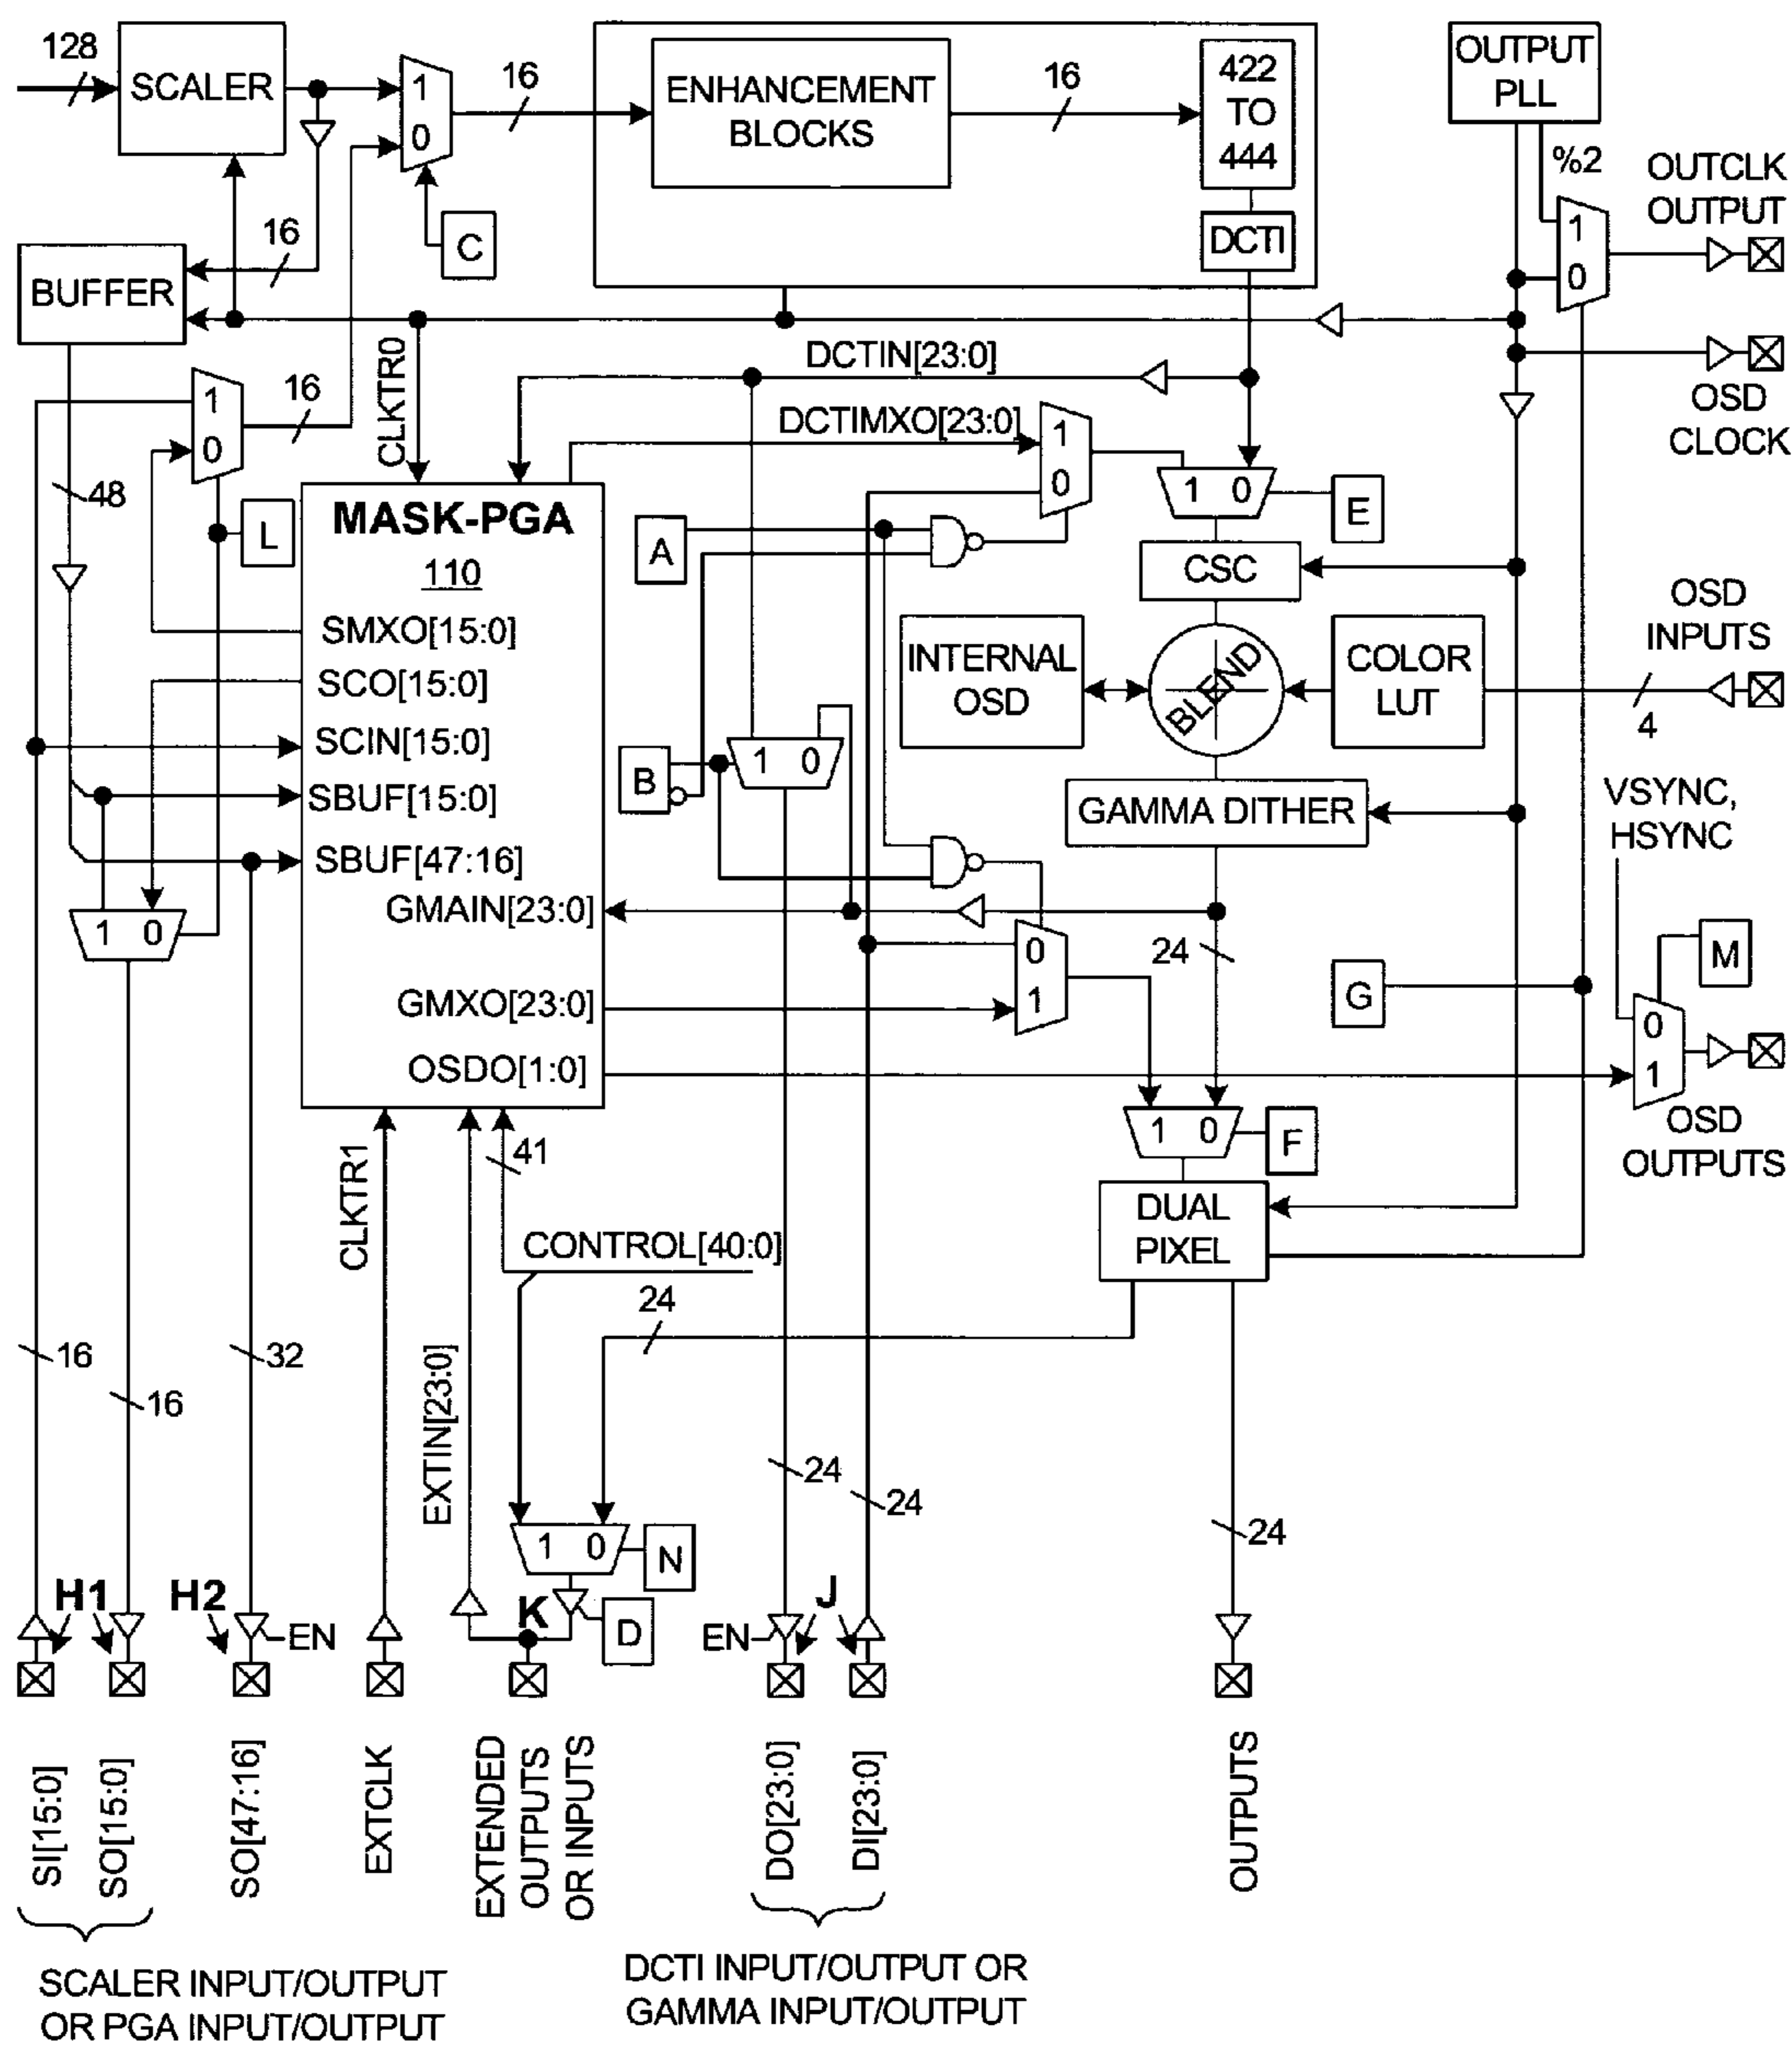 128
SCALER
1
0
16
ENHANCEMENT
BLOCKS
16
422
TO
444
DCTI
OUTPUT
PLL
%2
OUTCLK
OUTPUT
1
0
C
16
BUFFER
OSD
CLOCK
1
0
16
CLKTR0
DCTIN[23:0]
DCTIMXO[23:0]
1
0
1 0
E
48
L
MASK-PGA
110
A
CSC
SMXO[15:0]
SCO[15:0]
SCIN[15:0]
SBUF[15:0]
SBUF[47:16]
GMAIN[23:0]
GMXO[23:0]
OSDO[1:0]
INTERNAL
OSD
BLEND
COLOR
LUT
OSD
INPUTS
4
B
1 0
GAMMA DITHER
VSYNC,
HSYNC
1 0
0
1
24
G
M
0
1
OSD
OUTPUTS
1 0
F
CLKTR1
41
CONTROL[40:0]
DUAL
PIXEL
24
16
16
32
EXTIN[23:0]
24
24
24
1 0
N
H1
H2
EN
K
D
EN
J
SI[15:0]
SO[15:0]
SO[47:16]
EXTCLK
EXTENDED
OUTPUTS
OR INPUTS
DO[23:0]
DI[23:0]
OUTPUTS
SCALER INPUT/OUTPUT
OR PGA INPUT/OUTPUT
DCTI INPUT/OUTPUT OR
GAMMA INPUT/OUTPUT